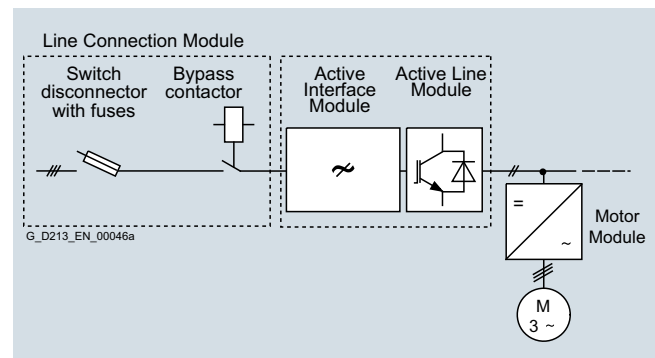 Line Connection Module
Switch
disconnector
with fuses
Bypass
contactor
Active
Interface
Module
Active Line
Module
G_D213_EN_00046a
=
~
Motor
Module
M
3 ~